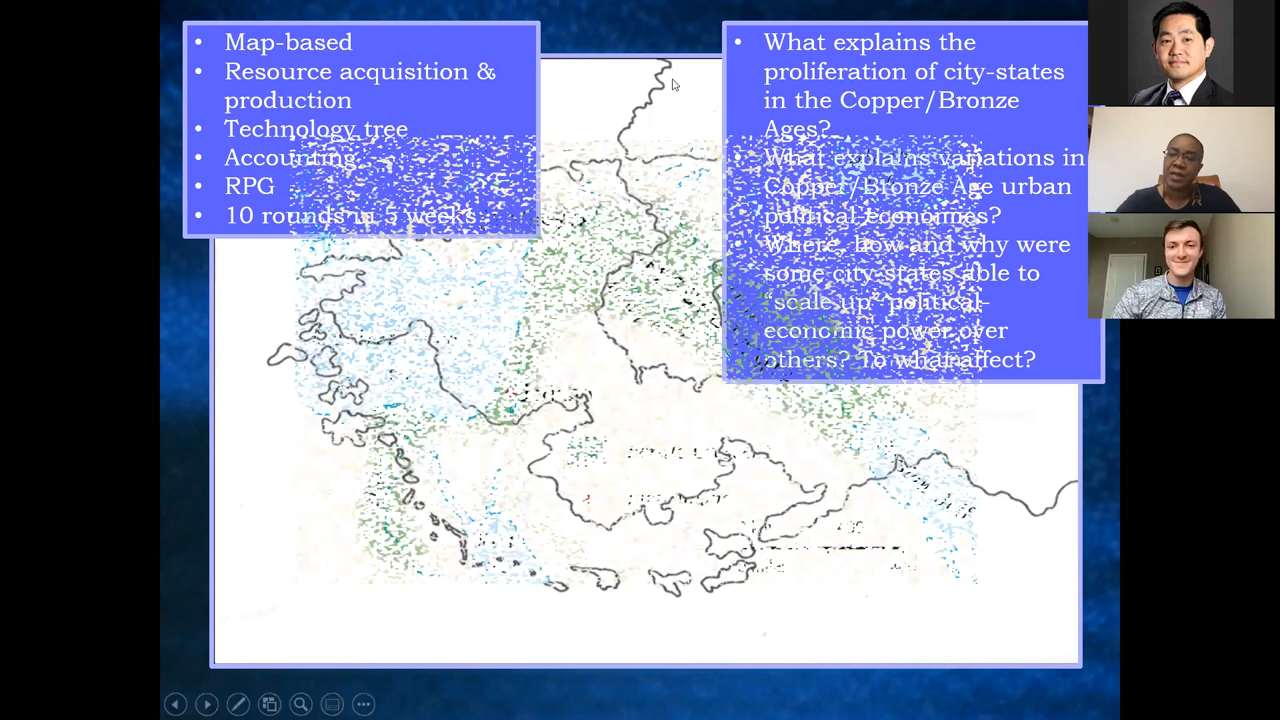 • Map-based
• Resource acquisition &
production
• Technology tree
• Accounting
• RPG
• 10 rounds in 5 weeks
• What explains the
proliferation of city-states
in the Copper/Bronze
Ages?
• What explains variations in
Copper/Bronze Age urban
political economies?
• Where, how and why were
some city-states able to
"scale up" political-
economic power over
others? To what affect?